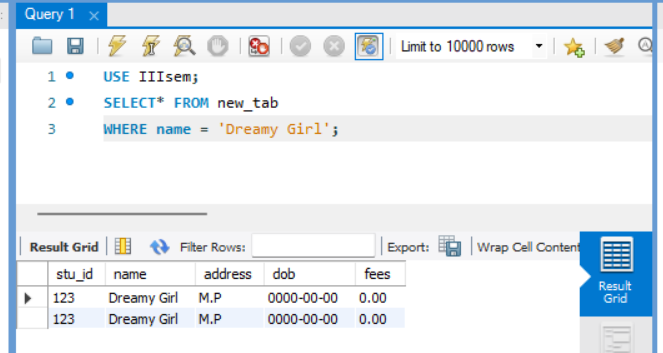 Query 1
Limit to 10000 rows
1 USE IIIsem;
2 SELECT* FROM new_tab
3 WHERE name = 'Dreamy Girl';
Result Grid Filter Rows: Export: Wrap Cell Content
stu_id name address dob fees
123 Dreamy Girl M.P 0000-00-00 0.00
123 Dreamy Girl M.P 0000-00-00 0.00
Result
Grid